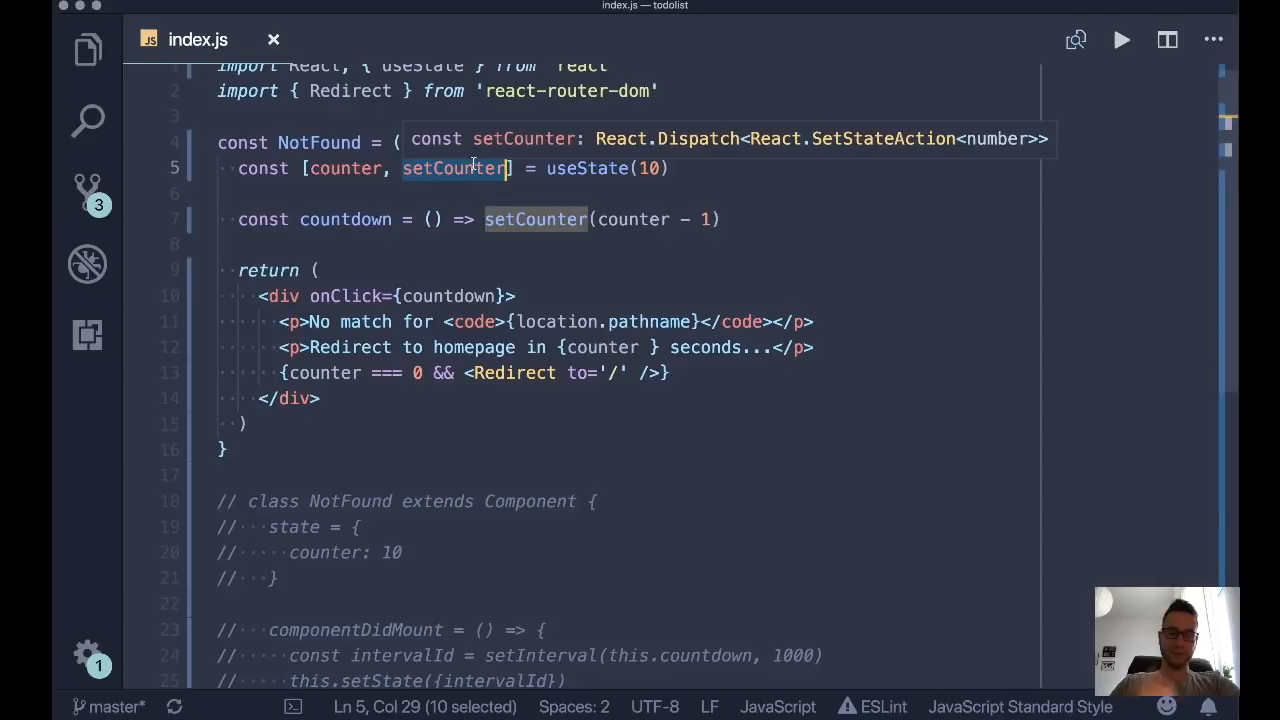 index.js — todolist
JS index.js ×
1 import React, { useState } from 'react'
2 import { Redirect } from 'react-router-dom'
3
4 const NotFound = (
const setCounter: React.Dispatch<React.SetStateAction<number>>
5 const [counter, setCounter] = useState(10)
6
7 const countdown = () => setCounter(counter - 1)
8
9 return (
10 <div onClick={countdown}>
11 <p>No match for <code>{location.pathname}</code></p>
12 <p>Redirect to homepage in {counter } seconds...</p>
13 {counter === 0 && <Redirect to='/' />}
14 </div>
15 )
16 }
17
18 // class NotFound extends Component {
19 // state = {
20 // counter: 10
21 // }
22
23 // componentDidMount = () => {
24 // const intervalId = setInterval(this.countdown, 1000)
25 // this.setState({intervalId})
3
1
master* Ln 5, Col 29 (10 selected) Spaces: 2 UTF-8 LF JavaScript ESLint JavaScript Standard Style